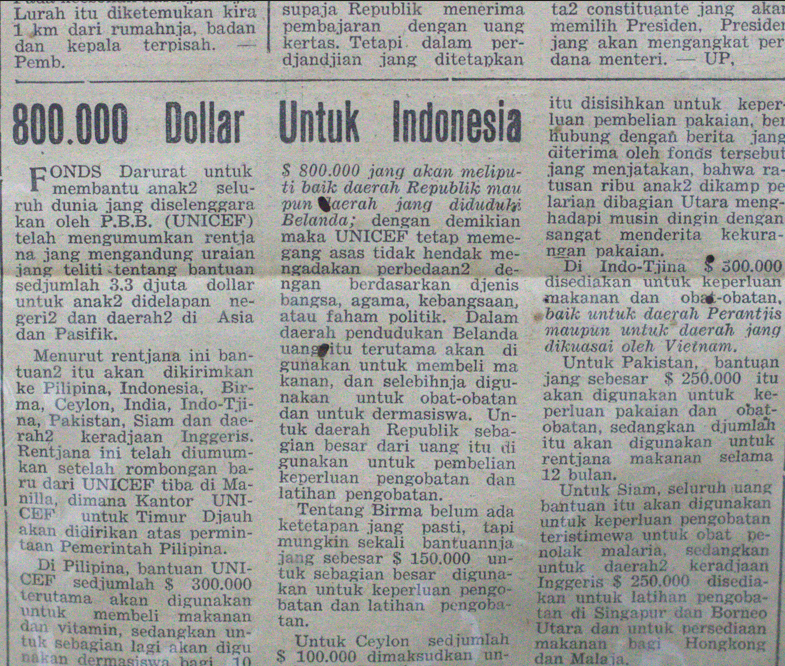 Lurah itu diketemukan kira
1 km dari rumahnja, badan
dan kepala terpisah. —
Pemb.
supaja Republik menerima
pembajaran dengan uang
kertas. Tetapi dalam per-
djandjian jang ditetapkan
ta2 constituante jang akan
memilih Presiden, Presiden
jang akan mengangkat per
dana menteri. — UP,
800.000 Dollar Untuk Indonesia
FONDS Darurat untuk
membantu anak2 selu-
ruh dunia jang diselenggara
kan oleh P.B.B. (UNICEF)
telah mengumumkan rentja
na jang mengandung uraian
jang teliti tentang bantuan
sedjumlah 3.3 djuta dollar
untuk anak2 didelapan ne-
geri2 dan daerah2 di Asia
dan Pasifik.
Menurut rentjana ini ban-
tuan2 itu akan dikirimkan
ke Pilipina, Indonesia, Bir-
ma, Ceylon, India, Indo-Tji-
na, Pakistan, Siam dan dae-
rah2 keradjaan Inggeris.
Rentjana ini telah diumum-
kan setelah rombongan ba-
ru dari UNICEF tiba di Ma-
nilla, dimana Kantor UNI-
CEF untuk Timur Djauh
akan didirikan atas permin-
taan Pemerintah Pilipina.
Di Pilipina, bantuan UNI-
CEF sedjumlah $ 300.000
terutama akan digunakan
untuk membeli makanan
dan vitamin, sedangkan un-
tuk sebagian lagi akan digu
nakan dermasiswa bagi 10
$ 800.000 jang akan melipu-
ti baik daerah Republik mau
pun daerah jang diduduki
Belanda; dengan demikian
maka UNICEF tetap meme-
gang asas tidak hendak me-
ngadakan perbedaan2 de-
ngan berdasarkan djenis
bangsa, agama, kebangsaan,
atau faham politik. Dalam
daerah pendudukan Belanda
uang itu terutama akan di
gunakan untuk membeli ma
kanan, dan selebihnja digu-
nakan untuk obat-obatan
dan untuk dermasiswa. Un-
tuk daerah Republik seba-
gian besar dari uang itu di
gunakan untuk pembelian
keperluan pengobatan dan
latihan pengobatan.
Tentang Birma belum ada
ketetapan jang pasti, tapi
mungkin sekali bantuannja
jang sebesar $ 150.000 un-
tuk sebagian besar diguna-
kan untuk keperluan pengo-
batan dan latihan pengoba-
tan.
Untuk Ceylon sedjumlah
$ 100.000 dimaksudkan un-
itu disisihkan untuk keper-
luan pembelian pakaian, ber
hubung dengan berita jang
diterima oleh fonds tersebut
jang menjatakan, bahwa ra-
tusan ribu anak2 dikamp pe
larian dibagian Utara meng-
hadapi musin dingin dengan
sangat menderita kekura-
ngan pakaian.
Di Indo-Tjina $ 300.000
disediakan untuk keperluan
makanan dan obat-obatan,
baik untuk daerah Perantjis
maupun untuk daerah jang
dikuasai oleh Vietnam.
Untuk Pakistan, bantuan
jang sebesar $ 250.000 itu
akan digunakan untuk ke-
perluan pakaian dan obat-
obatan, sedangkan djumlah
itu akan digunakan untuk
rentjana makanan selama
12 bulan.
Untuk Siam, seluruh uang
bantuan itu akan digunakan
untuk keperluan pengobatan
teristimewa untuk obat pe-
nolak malaria, sedangkan
untuk daerah2 keradjaan
Inggeris $ 250.000 disedia-
kan untuk latihan pengoba-
tan di Singapur dan Borneo
Utara dan untuk persediaan
makanan bagi Hongkong
dan Malaja.